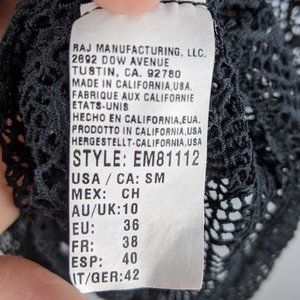 RAJ MANUFACTURING, LLC.
2692 DOW AVENUE
TUSTIN, CA. 92780
MADE IN CALIFORNIA,USA.
FABRIQUE AUX CALIFORNIE
ETATS-UNIS
HECHO EN CALIFORNIA,EUA.
PRODOTTO IN CALIFORNIA,USA
HERGESTELLT-CALIFORNIA,USA
STYLE: EM81112
USA / CA: SM
MEX: CH
AU/UK:10
EU: 36
FR: 38
ESP: 40
IT/GER:42